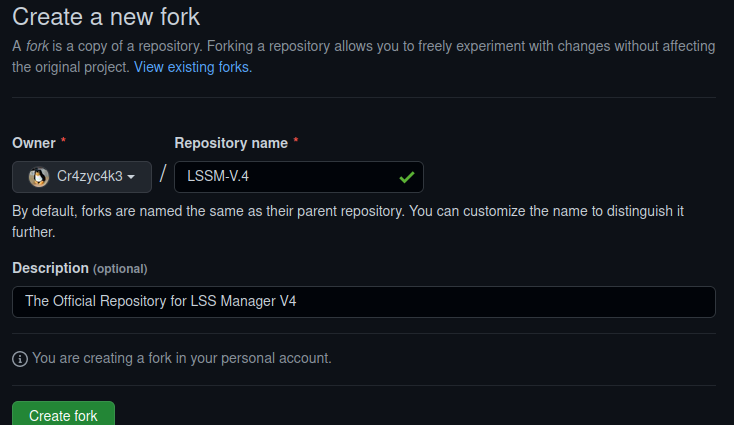 Create a new fork
A fork is a copy of a repository. Forking a repository allows you to freely experiment with changes without affecting
the original project. View existing forks.
Owner * Repository name *
Cr4zyc4k3 / LSSM-V.4
By default, forks are named the same as their parent repository. You can customize the name to distinguish it
further.
Description (optional)
The Official Repository for LSS Manager V4
You are creating a fork in your personal account.
Create fork